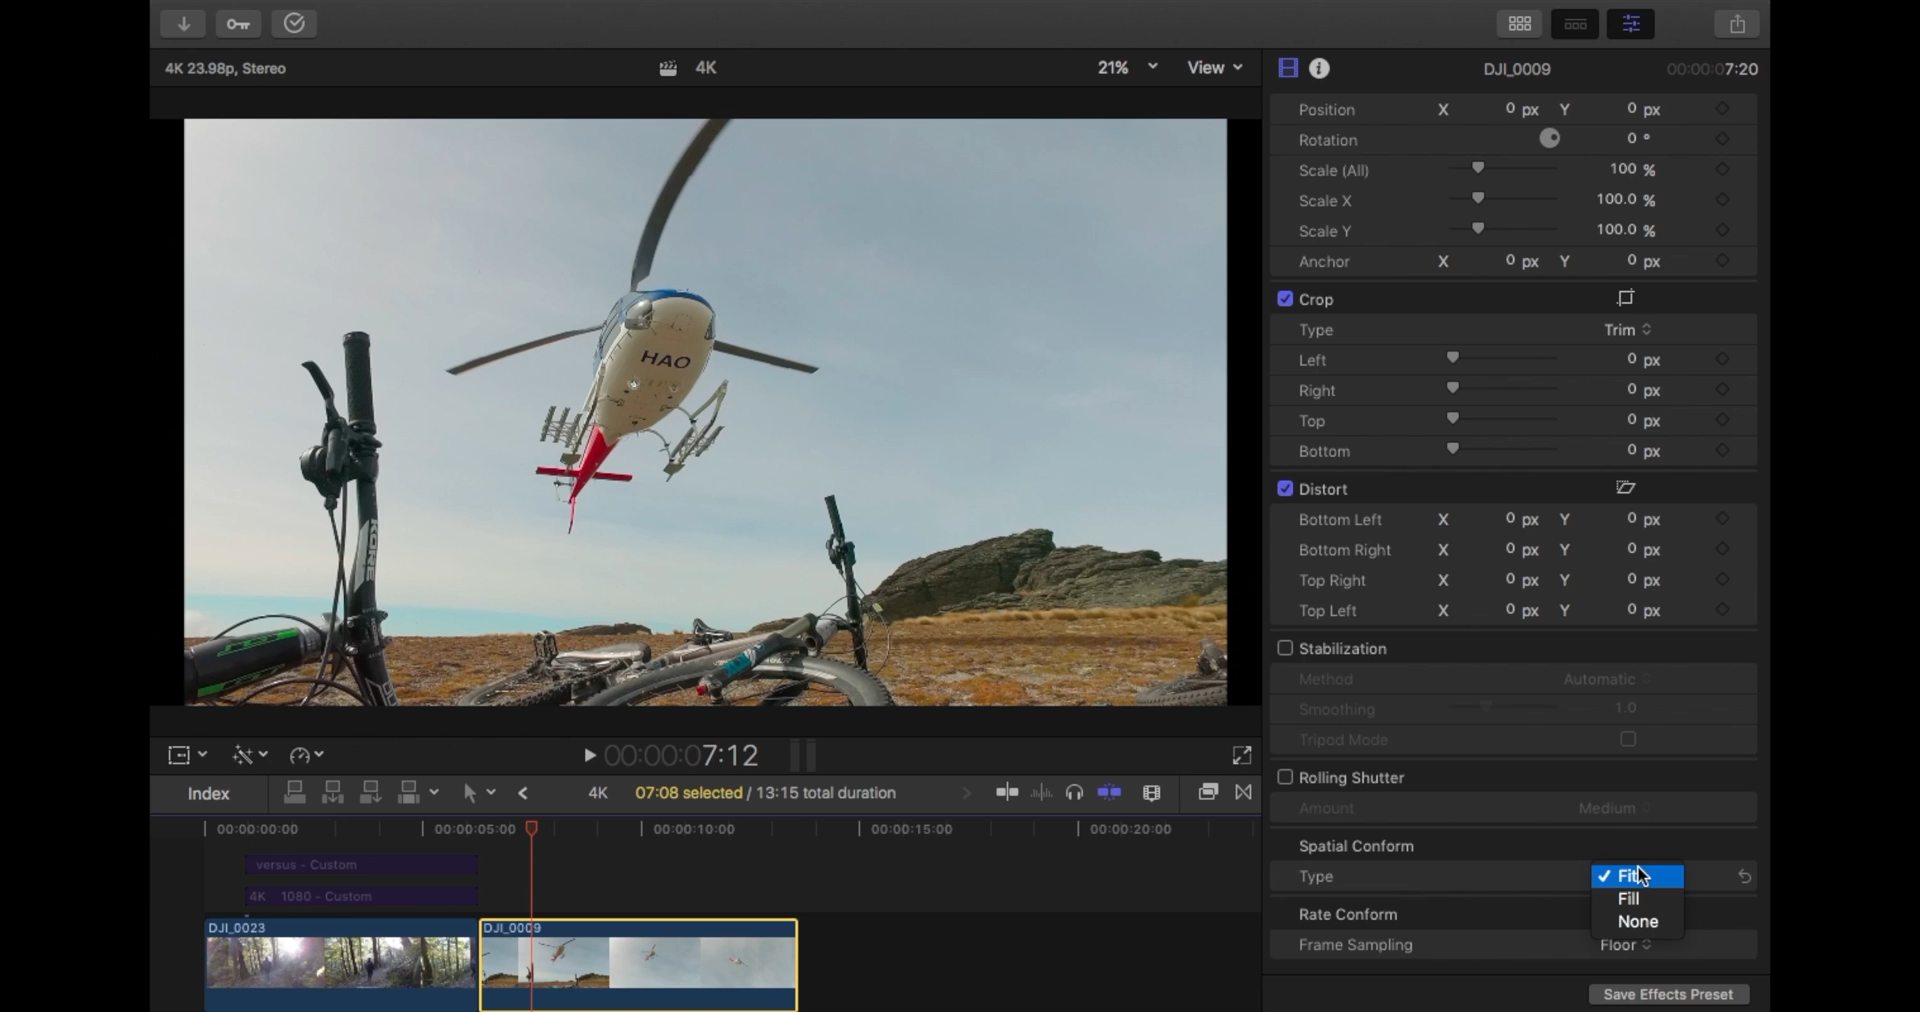 4K 23.98p, Stereo
4K
21%
View
DJI_0009
00:00:07:20
Position X 0 px Y 0 px
Rotation 0 °
Scale (All) 100 %
Scale X 100.0 %
Scale Y 100.0 %
Anchor X 0 px Y 0 px
Crop
Type Trim
Left 0 px
Right 0 px
Top 0 px
Bottom 0 px
Distort
Bottom Left X 0 px Y 0 px
Bottom Right X 0 px Y 0 px
Top Right X 0 px Y 0 px
Top Left X 0 px Y 0 px
Stabilization
Method Automatic
Smoothing 1.0
Tripod Mode
Rolling Shutter
Amount Medium
Spatial Conform
Type Fit
Fill
None
Rate Conform
Frame Sampling Floor
Save Effects Preset
HAO
KORE
00:00:07:12
Index
4K
07:08 selected / 13:15 total duration
00:00:00:00
00:00:05:00
00:00:10:00
00:00:15:00
00:00:20:00
versus - Custom
4K 1080 - Custom
DJI_0023
DJI_0009